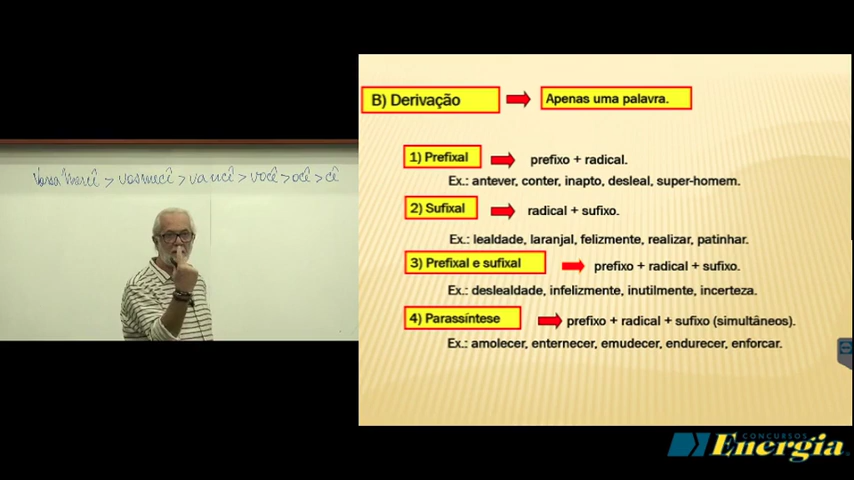 Vossa Mercê > vosmecê > vancê > você > ocê > cê
B) Derivação
Apenas uma palavra.
1) Prefixal
prefixo + radical.
Ex.: antever, conter, inapto, desleal, super-homem.
2) Sufixal
radical + sufixo.
Ex.: lealdade, laranjal, felizmente, realizar, patinhar.
3) Prefixal e sufixal
prefixo + radical + sufixo.
Ex.: deslealdade, infelizmente, inutilmente, incerteza.
4) Parassíntese
prefixo + radical + sufixo (simultâneos).
Ex.: amolecer, enternecer, emudecer, endurecer, enforcar.
CONCURSOS
Energia